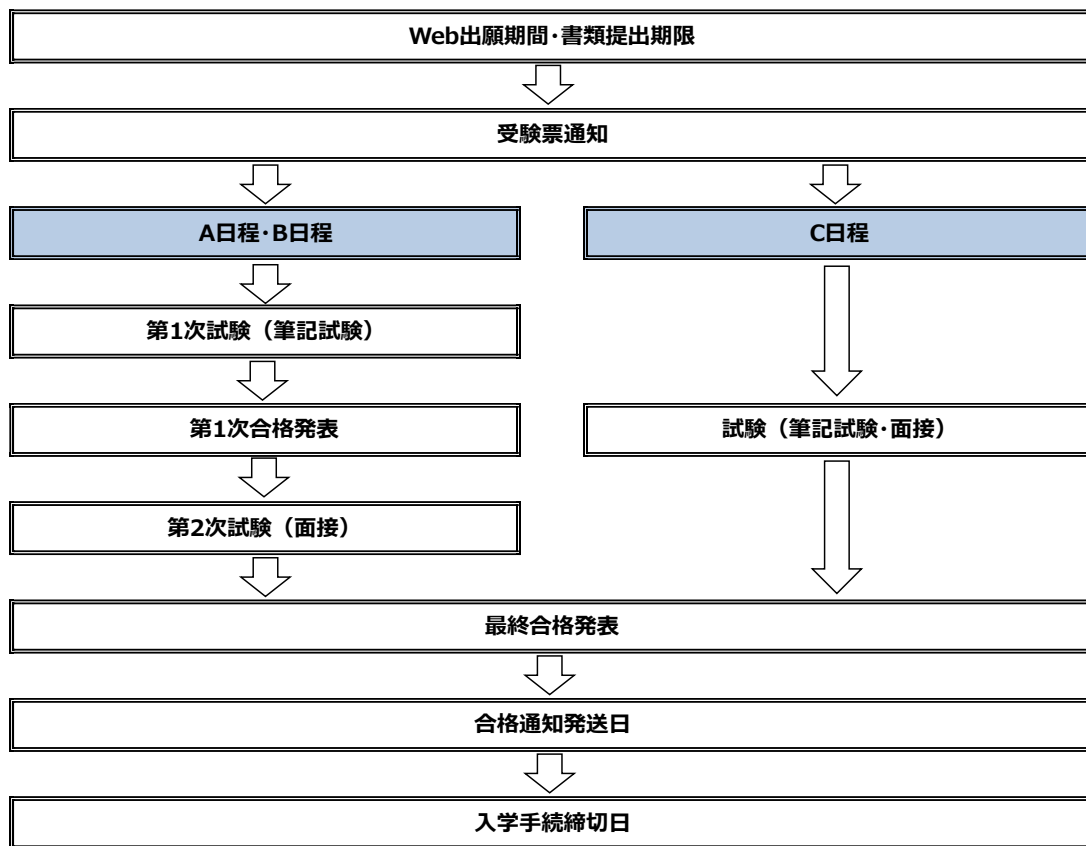 Web出願期間・書類提出期限
受験票通知
A日程・B日程
C日程
第1次試験（筆記試験）
第1次合格発表
試験（筆記試験・面接）
第2次試験（面接）
最終合格発表
合格通知発送日
入学手続締切日